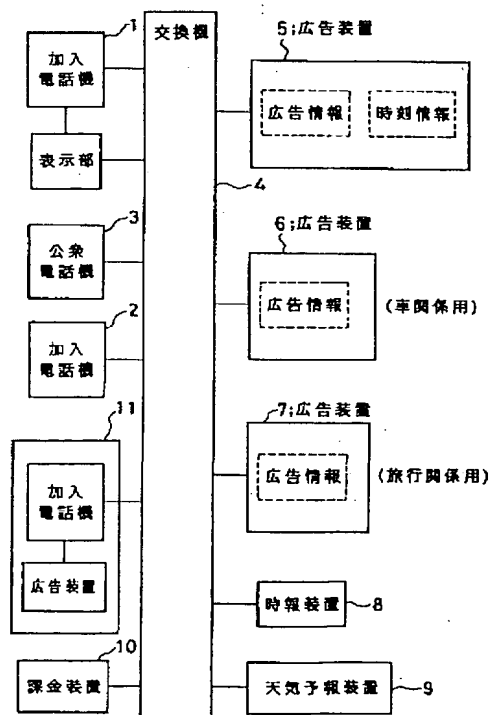 1
加入
電話機
表示部
3
公衆
電話機
2
加入
電話機
11
加入
電話機
広告装置
10
課金装置
交換機
4
5;広告装置
広告情報
時刻情報
6;広告装置
広告情報
(車関係用)
7;広告装置
広告情報
(旅行関係用)
時報装置
8
天気予報装置
9